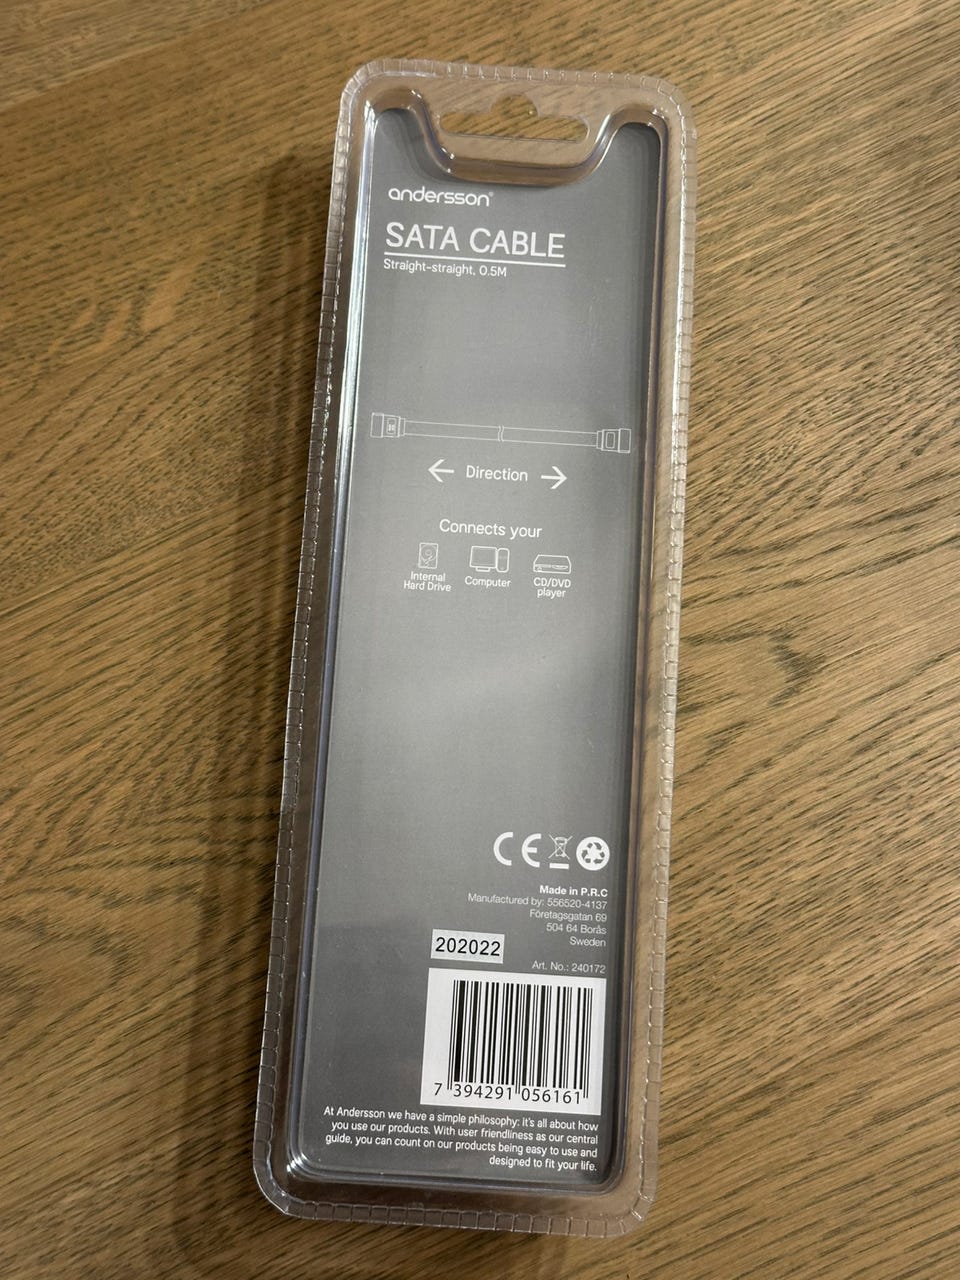 andersson®
SATA CABLE
Straight-straight, 0.5M
Direction
Connects your
Internal
Hard Drive
Computer
CD/DVD
player
CE
Made in P.R.C
Manufactured by: 556520-4137
Företagsgatan 69
504 64 Borås
Sweden
202022
Art. No.: 240172
7 394291 056161
At Andersson we have a simple philosophy: it's all about how
you use our products. With user friendliness as our central
guide, you can count on our products being easy to use and
designed to fit your life.